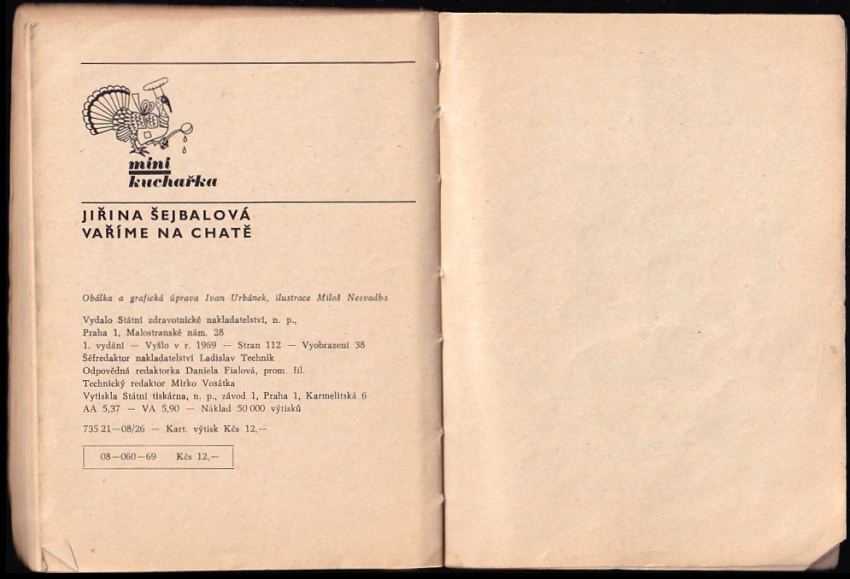 mini
kuchařka
JIŘINA ŠEJBALOVÁ
VAŘÍME NA CHATĚ
Obálka a grafická úprava Ivan Urbánek, ilustrace Miloš Nesvadba
Vydalo Státní zdravotnické nakladatelství, n. p.,
Praha 1, Malostranské nám. 28
1. vydání — Vyšlo v r. 1969 — Stran 112 — Vyobrazení 38
Šéfredaktor nakladatelství Ladislav Technik
Odpovědná redaktorka Daniela Fialová, prom. fil.
Technický redaktor Mirko Vosátka
Vytiskla Státní tiskárna, n. p., závod 1, Praha 1, Karmelitská 6
AA 5,37 — VA 5,90 — Náklad 50 000 výtisků
735 21—08/26 — Kart. výtisk Kčs 12,—
08—060—69 Kčs 12,—